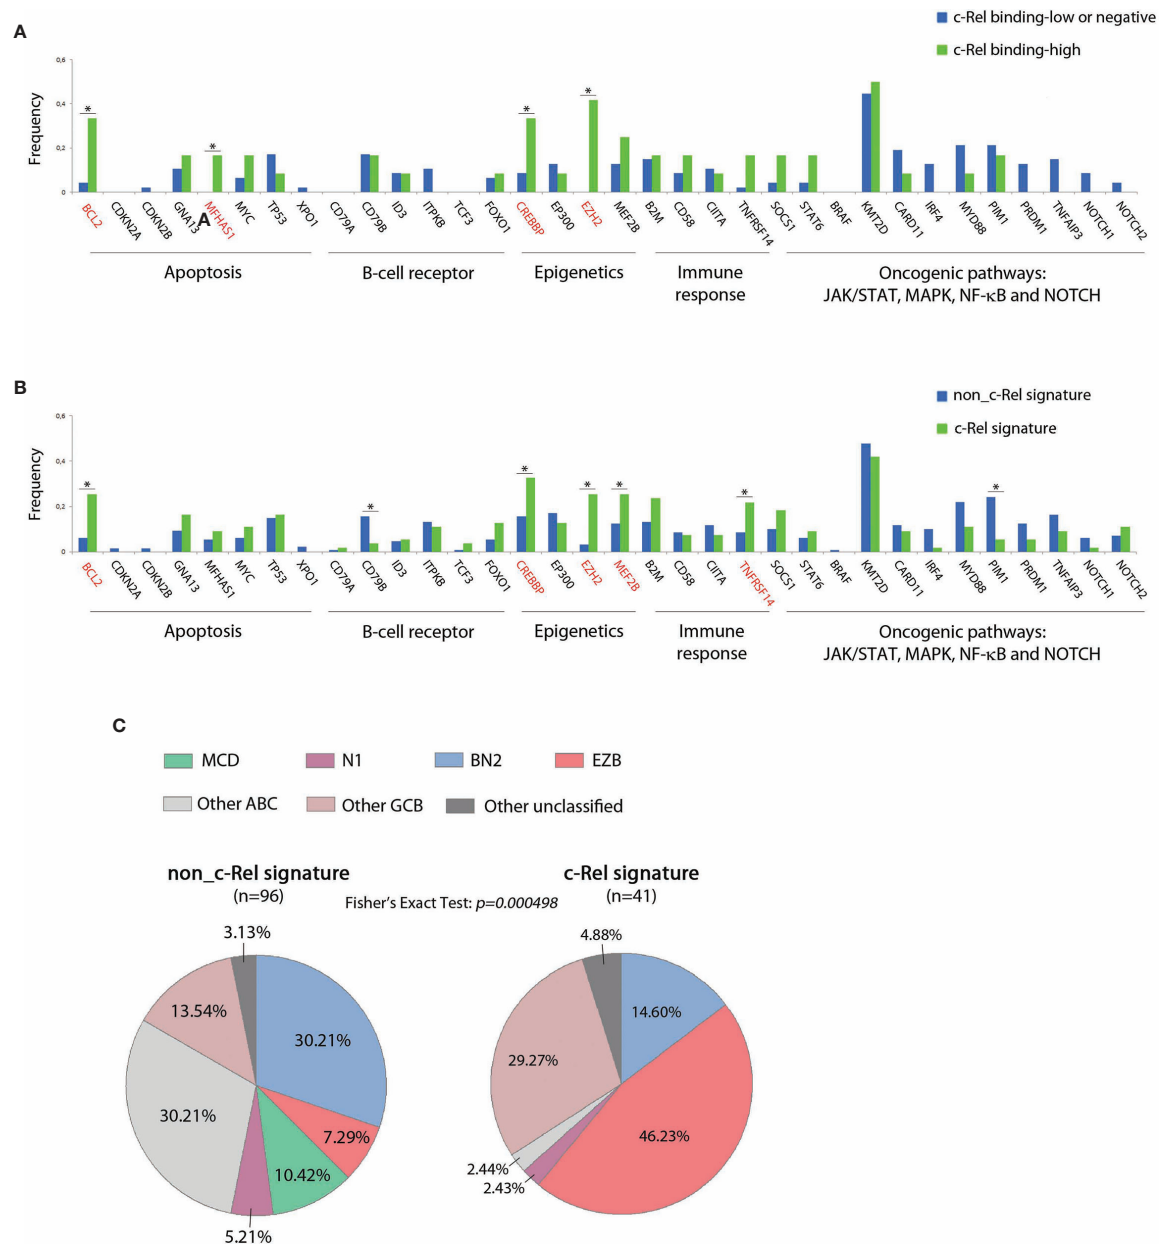 A
c-Rel binding-low or negative
c-Rel binding-high
Frequency
0,6
0,4
0,2
0
*
*
*
*
BCL2
CDKN2A
CDKN2B
GNA13
MFHAS1
MYC
TP53
XPO1
CD79A
CD79B
ID3
ITPKB
TCF3
FOXO1
CREBBP
EP300
EZH2
MEF2B
B2M
CD58
CIITA
TNFRSF14
SOCS1
STAT6
BRAF
KMT2D
CARD11
IRF4
MYD88
PIM1
PRDM1
TNFAIP3
NOTCH1
NOTCH2
A
Apoptosis
B-cell receptor
Epigenetics
Immune
response
Oncogenic pathways:
JAK/STAT, MAPK, NF-κB and NOTCH
B
non_c-Rel signature
c-Rel signature
Frequency
0,6
0,4
0,2
0
*
*
*
*
*
*
*
BCL2
CDKN2A
CDKN2B
GNA13
MFHAS1
MYC
TP53
XPO1
CD79A
CD79B
ID3
ITPKB
TCF3
FOXO1
CREBBP
EP300
EZH2
MEF2B
B2M
CD58
CIITA
TNFRSF14
SOCS1
STAT6
BRAF
KMT2D
CARD11
IRF4
MYD88
PIM1
PRDM1
TNFAIP3
NOTCH1
NOTCH2
Apoptosis
B-cell receptor
Epigenetics
Immune
response
Oncogenic pathways:
JAK/STAT, MAPK, NF-κB and NOTCH
C
MCD
N1
BN2
EZB
Other ABC
Other GCB
Other unclassified
non_c-Rel signature
(n=96)
Fisher's Exact Test: p=0.000498
c-Rel signature
(n=41)
3.13%
13.54%
30.21%
30.21%
7.29%
10.42%
5.21%
4.88%
14.60%
29.27%
46.23%
2.44%
2.43%